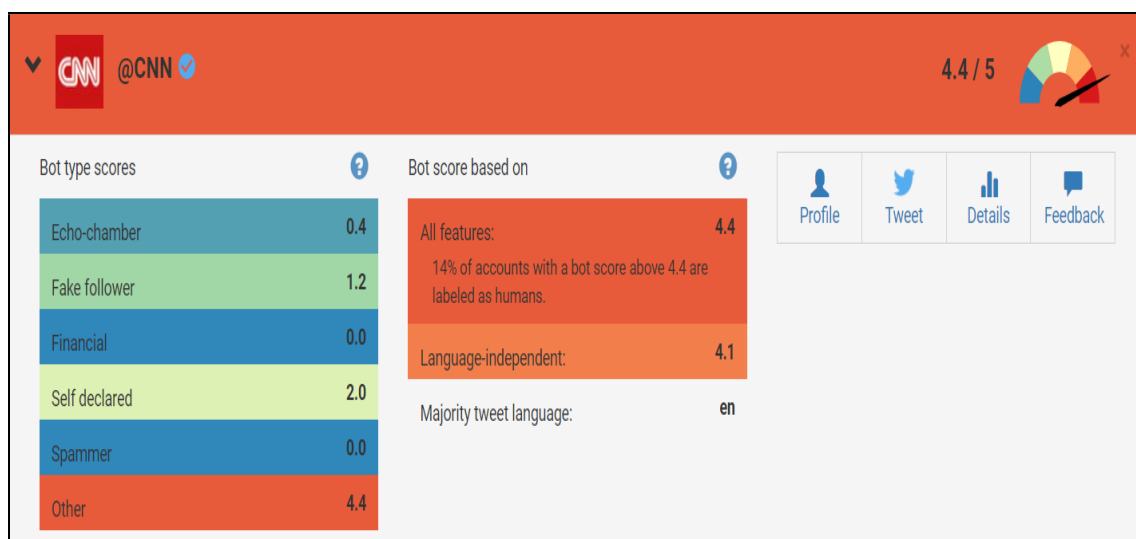 CNN @CNN 4.4 / 5 x
Bot type scores ?
Echo-chamber 0.4
Fake follower 1.2
Financial 0.0
Self declared 2.0
Spammer 0.0
Other 4.4
Bot score based on ?
All features: 4.4
14% of accounts with a bot score above 4.4 are
labeled as humans.
Language-independent: 4.1
Majority tweet language: en
Profile Tweet Details Feedback